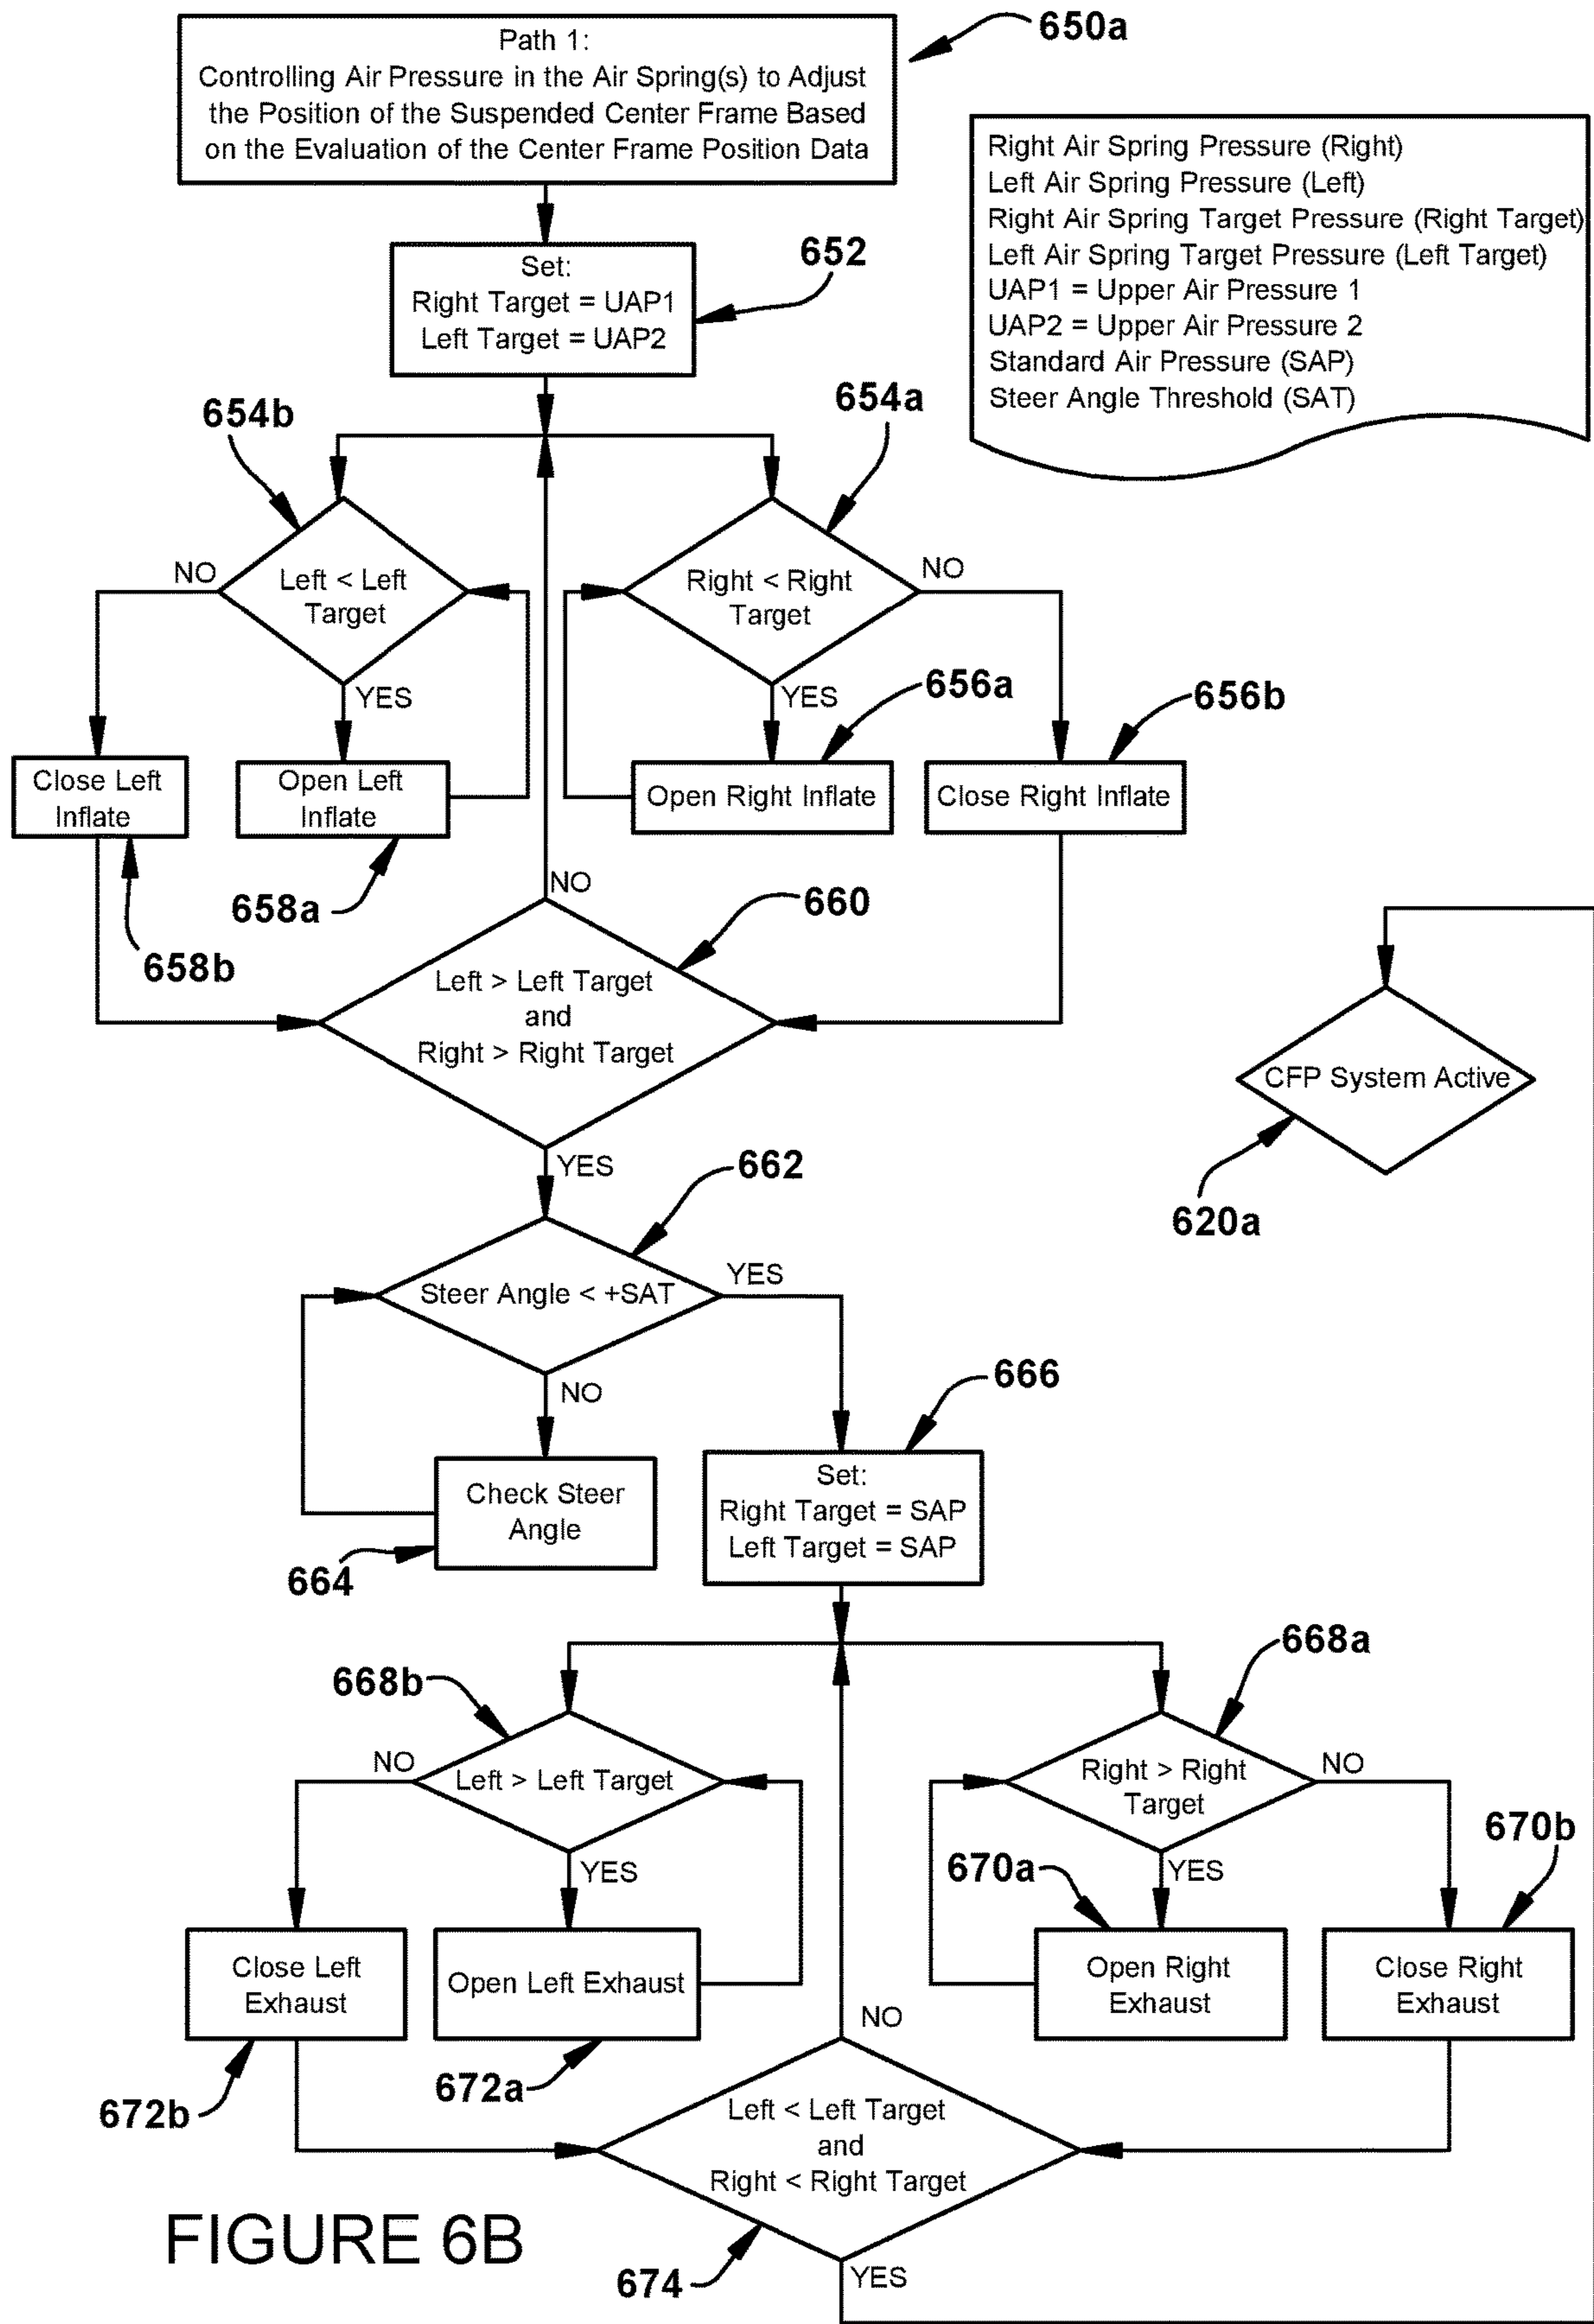 650a
Path 1:
Controlling Air Pressure in the Air Spring(s) to Adjust
the Position of the Suspended Center Frame Based
on the Evaluation of the Center Frame Position Data
Right Air Spring Pressure (Right)
Left Air Spring Pressure (Left)
Right Air Spring Target Pressure (Right Target)
Left Air Spring Target Pressure (Left Target)
UAP1 = Upper Air Pressure 1
UAP2 = Upper Air Pressure 2
Standard Air Pressure (SAP)
Steer Angle Threshold (SAT)
652
Set:
Right Target = UAP1
Left Target = UAP2
654b
654a
NO
Left < Left
Target
YES
Right < Right
Target
NO
YES
656a
656b
Close Left
Inflate
Open Left
Inflate
Open Right Inflate
Close Right Inflate
658a
658b
NO
660
Left > Left Target
and
Right > Right Target
YES
CFP System Active
620a
662
Steer Angle < +SAT
YES
NO
666
Check Steer
Angle
664
Set:
Right Target = SAP
Left Target = SAP
668b
668a
NO
Left > Left Target
YES
Right > Right
Target
NO
YES
670a
670b
Close Left
Exhaust
Open Left Exhaust
Open Right
Exhaust
Close Right
Exhaust
672b
672a
NO
Left < Left Target
and
Right < Right Target
674
YES
FIGURE 6B